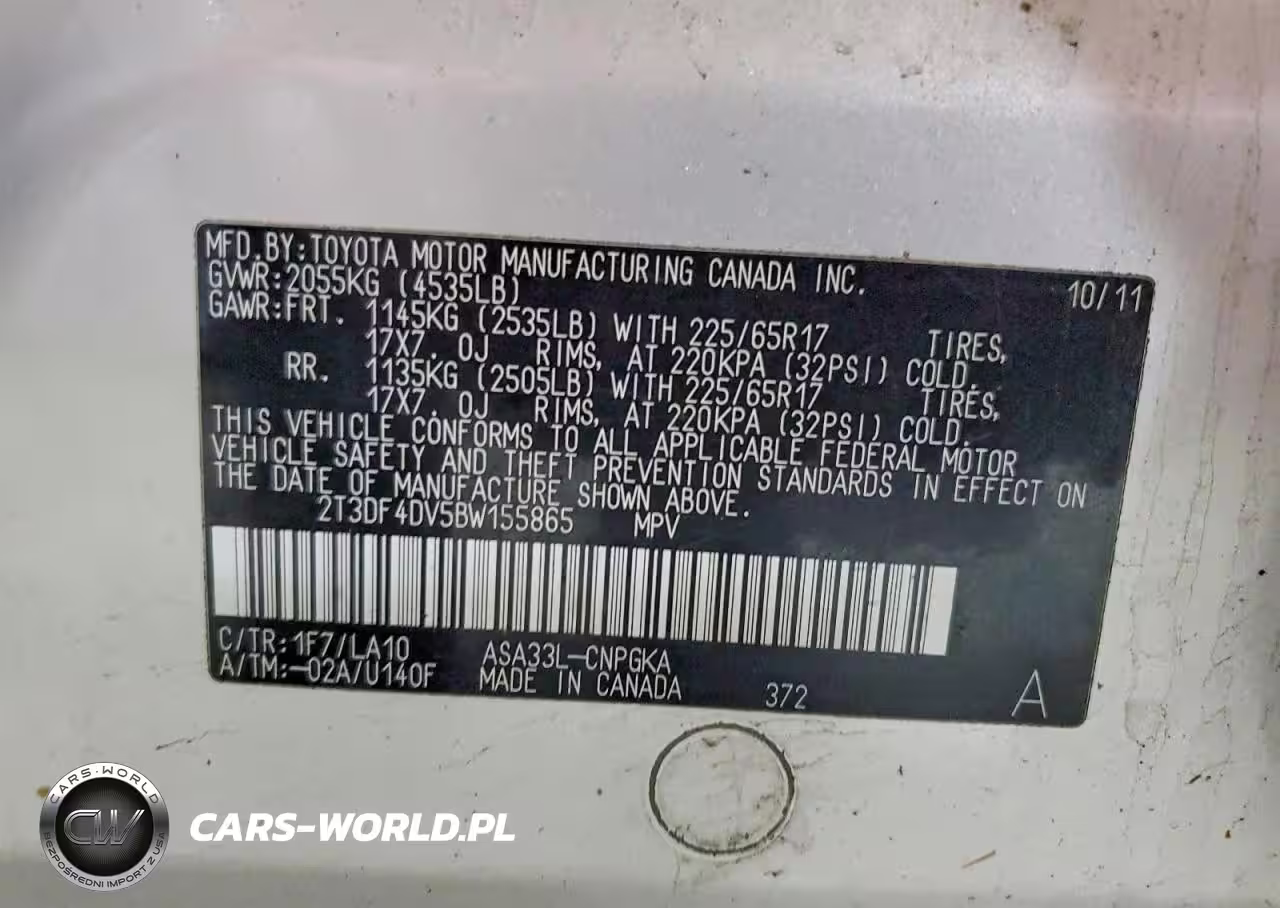 MFD.BY:TOYOTA MOTOR MANUFACTURING CANADA INC. 10/11
GVWR:2055KG (4535LB)
GAWR:FRT. 1145KG (2535LB) WITH 225/65R17 TIRES,
17X7.0J RIMS, AT 220KPA (32PSI) COLD.
RR. 1135KG (2505LB) WITH 225/65R17 TIRES,
17X7.0J RIMS, AT 220KPA (32PSI) COLD.
THIS VEHICLE CONFORMS TO ALL APPLICABLE FEDERAL MOTOR
VEHICLE SAFETY AND THEFT PREVENTION STANDARDS IN EFFECT ON
THE DATE OF MANUFACTURE SHOWN ABOVE.
2T3DF4DV5BW155865 MPV
C/TR:1F7/LA10 ASA33L-CNPGKA
A/TM:-02A/U140F MADE IN CANADA 372 A
CARS-WORLD
CW
BEZPOŚREDNI IMPORT Z USA
CARS-WORLD.PL